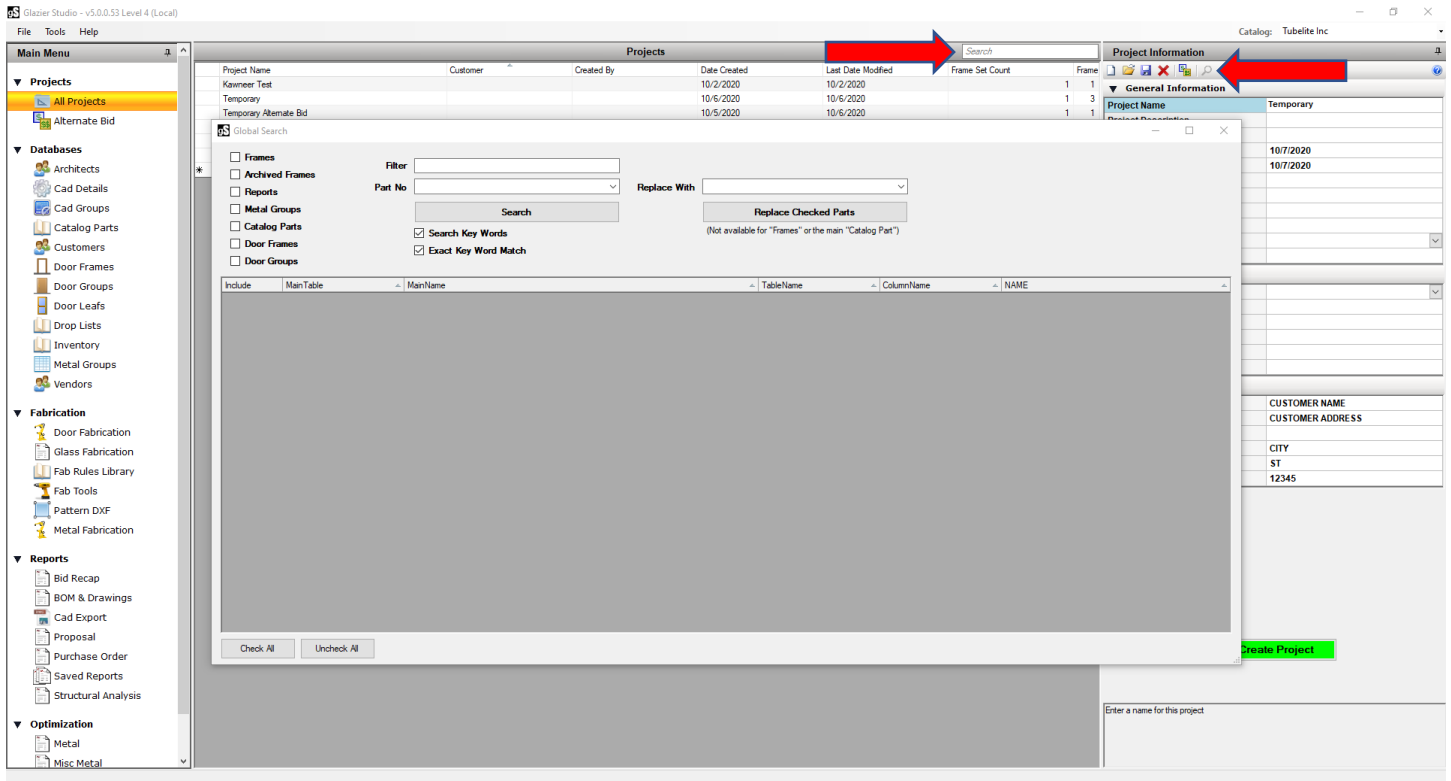 gS Glazier Studio - v5.0.0.53 Level 4 (Local)
File Tools Help
Catalog: Tubelite Inc
Main Menu
Projects
All Projects
Alternate Bid
Databases
Architects
Cad Details
Cad Groups
Catalog Parts
Customers
Door Frames
Door Groups
Door Leafs
Drop Lists
Inventory
Metal Groups
Vendors
Fabrication
Door Fabrication
Glass Fabrication
Fab Rules Library
Fab Tools
Pattern DXF
Metal Fabrication
Reports
Bid Recap
BOM & Drawings
Cad Export
Proposal
Purchase Order
Saved Reports
Structural Analysis
Optimization
Metal
Misc Metal
Projects
Search
Project Name Customer Created By Date Created Last Date Modified Frame Set Count Frame
Kawneer Test 10/2/2020 10/2/2020 1 1
Temporary 10/6/2020 10/6/2020 1 3
Temporary Alternate Bid 10/5/2020 10/6/2020 1 1
*
gS Global Search
Frames
Archived Frames
Reports
Metal Groups
Catalog Parts
Door Frames
Door Groups
Filter
Part No
Replace With
Search
Replace Checked Parts
(Not available for "Frames" or the main "Catalog Part")
Search Key Words
Exact Key Word Match
Include MainTable MainName TableName ColumnName NAME
Check All Uncheck All
Project Information
General Information
Project Name Temporary
Project Description
10/7/2020
10/7/2020
CUSTOMER NAME
CUSTOMER ADDRESS
CITY
ST
12345
Create Project
Enter a name for this project